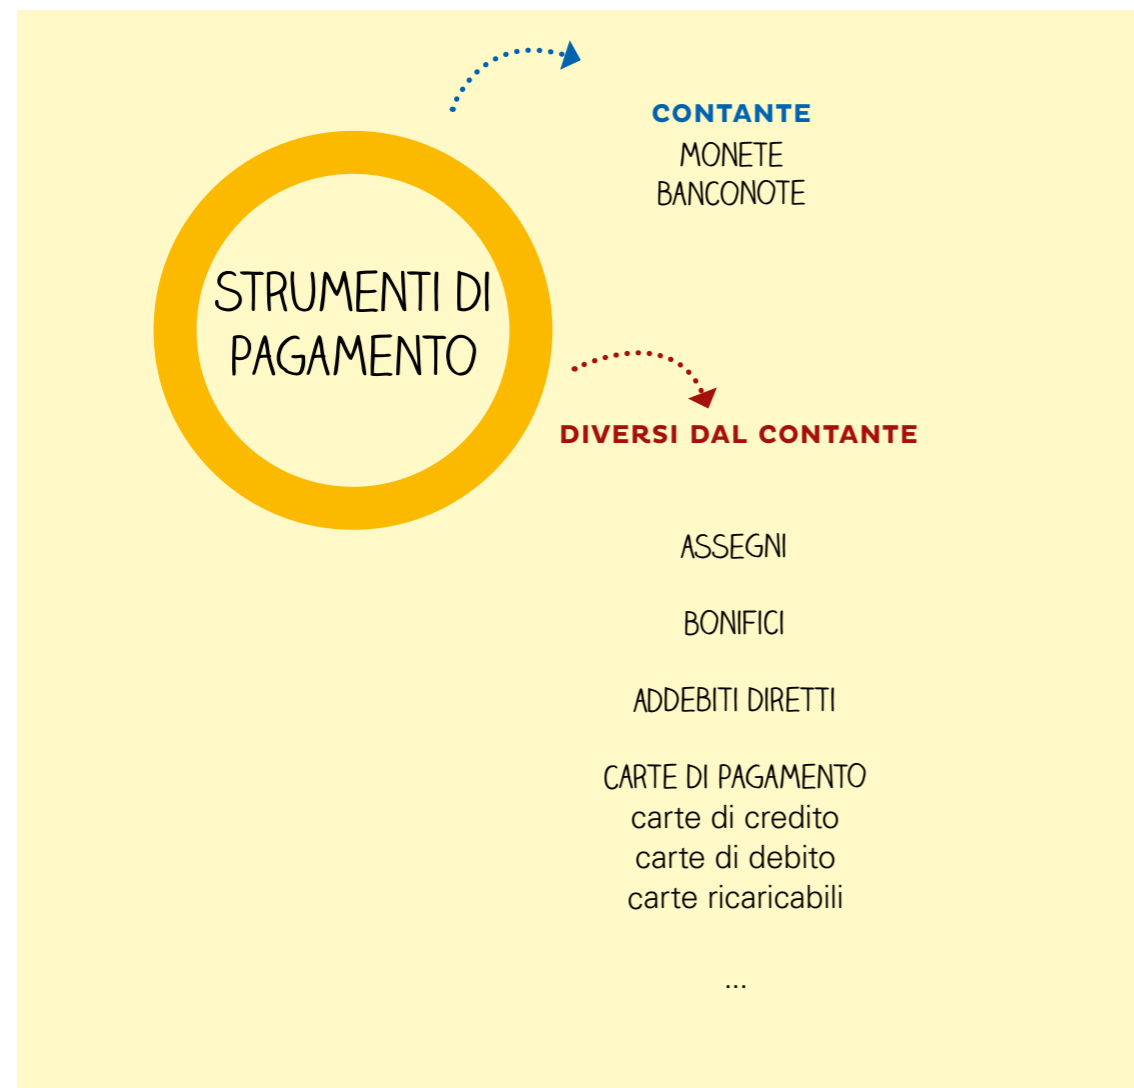 CONTANTE
MONETE
BANCONOTE
STRUMENTI DI
PAGAMENTO
DIVERSI DAL CONTANTE
ASSEGNI
BONIFICI
ADDEBITI DIRETTI
CARTE DI PAGAMENTO
carte di credito
carte di debito
carte ricaricabili
...